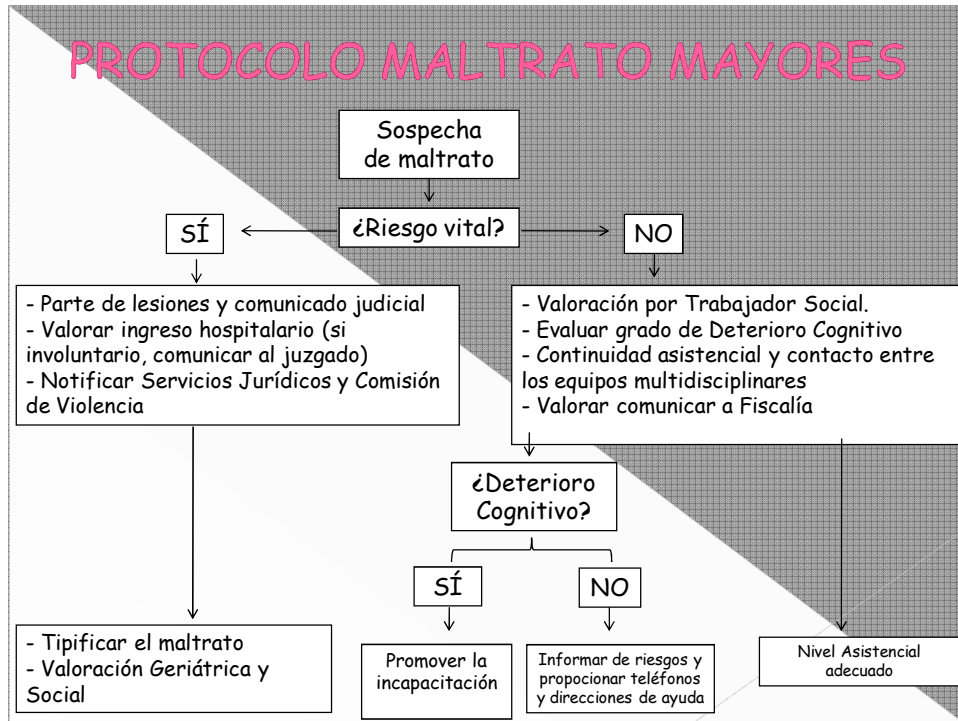 PROTOCOLO MALTRATO MAYORES
Sospecha
de maltrato
¿Riesgo vital?
SÍ
NO
- Parte de lesiones y comunicado judicial
- Valorar ingreso hospitalario (si
involuntario, comunicar al juzgado)
- Notificar Servicios Jurídicos y Comisión
de Violencia
- Valoración por Trabajador Social.
- Evaluar grado de Deterioro Cognitivo
- Continuidad asistencial y contacto entre
los equipos multidisciplinares
- Valorar comunicar a Fiscalía
¿Deterioro
Cognitivo?
SÍ
NO
- Tipificar el maltrato
- Valoración Geriátrica y
Social
Promover la
incapacitación
Informar de riesgos y
propocionar teléfonos
y direcciones de ayuda
Nivel Asistencial
adecuado